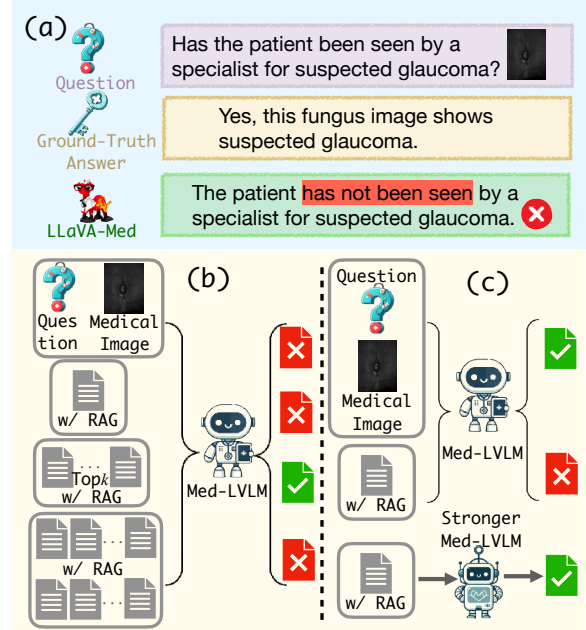 (a)
Question
Has the patient been seen by a
specialist for suspected glaucoma?
Ground-Truth
Answer
Yes, this fungus image shows
suspected glaucoma.
LLaVA-Med
The patient has not been seen by a
specialist for suspected glaucoma.
(b)
Ques
tion
Medical
Image
w/ RAG
...
Topk
w/ RAG
...
w/ RAG
...
Med-LVLM
(c)
Question
Medical
Image
w/ RAG
Med-LVLM
w/ RAG
Stronger
Med-LVLM